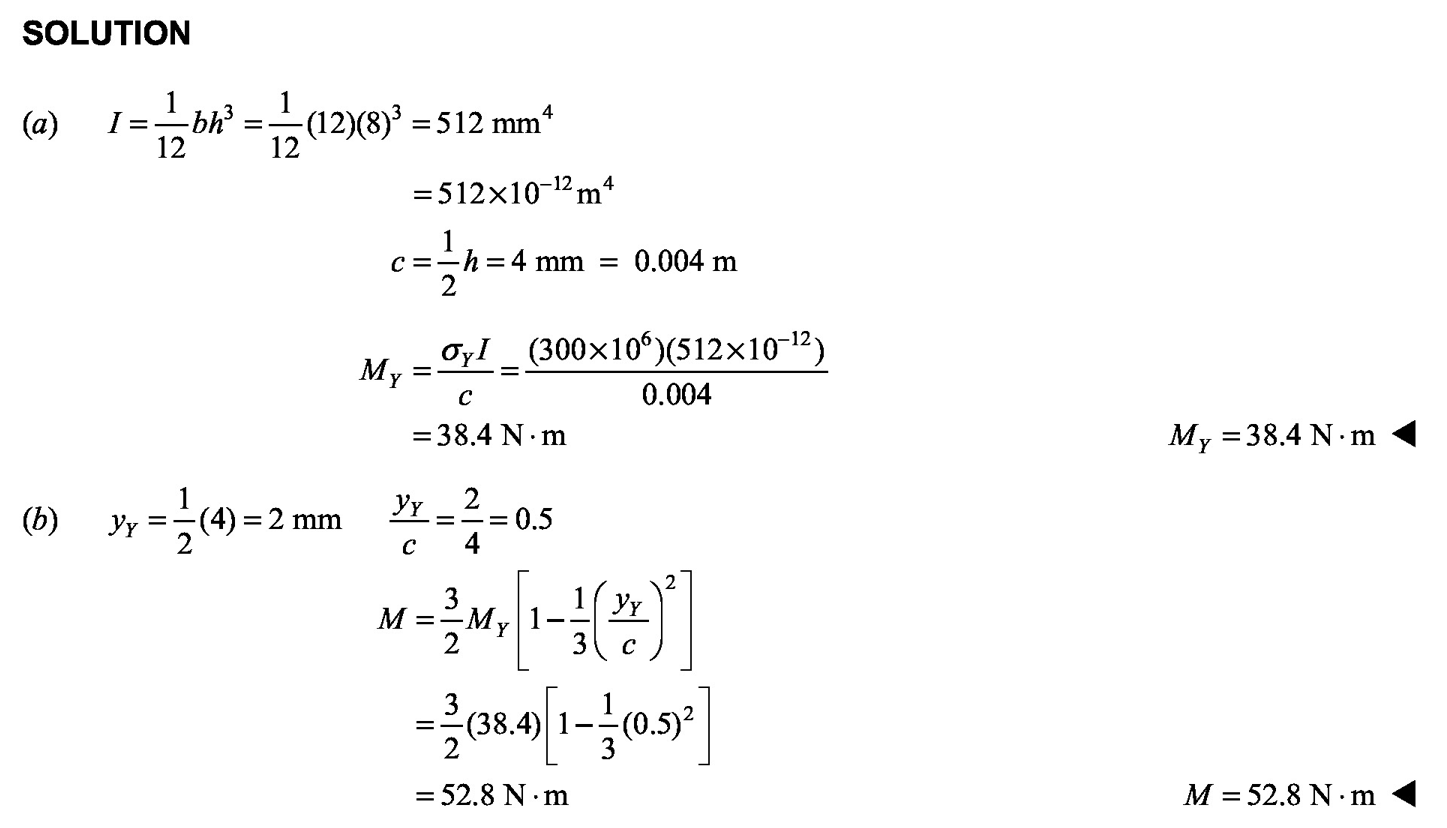 SOLUTION
(a) I = 1/12 bh³ = 1/12 (12)(8)³ = 512 mm⁴
= 512×10⁻¹² m⁴
c = 1/2 h = 4 mm = 0.004 m
M_Y = σ_Y I / c = (300×10⁶)(512×10⁻¹²) / 0.004
= 38.4 N·m M_Y = 38.4 N·m ◀
(b) y_Y = 1/2 (4) = 2 mm y_Y/c = 2/4 = 0.5
M = 3/2 M_Y [1 − 1/3 (y_Y/c)²]
= 3/2 (38.4) [1 − 1/3 (0.5)²]
= 52.8 N·m M = 52.8 N·m ◀